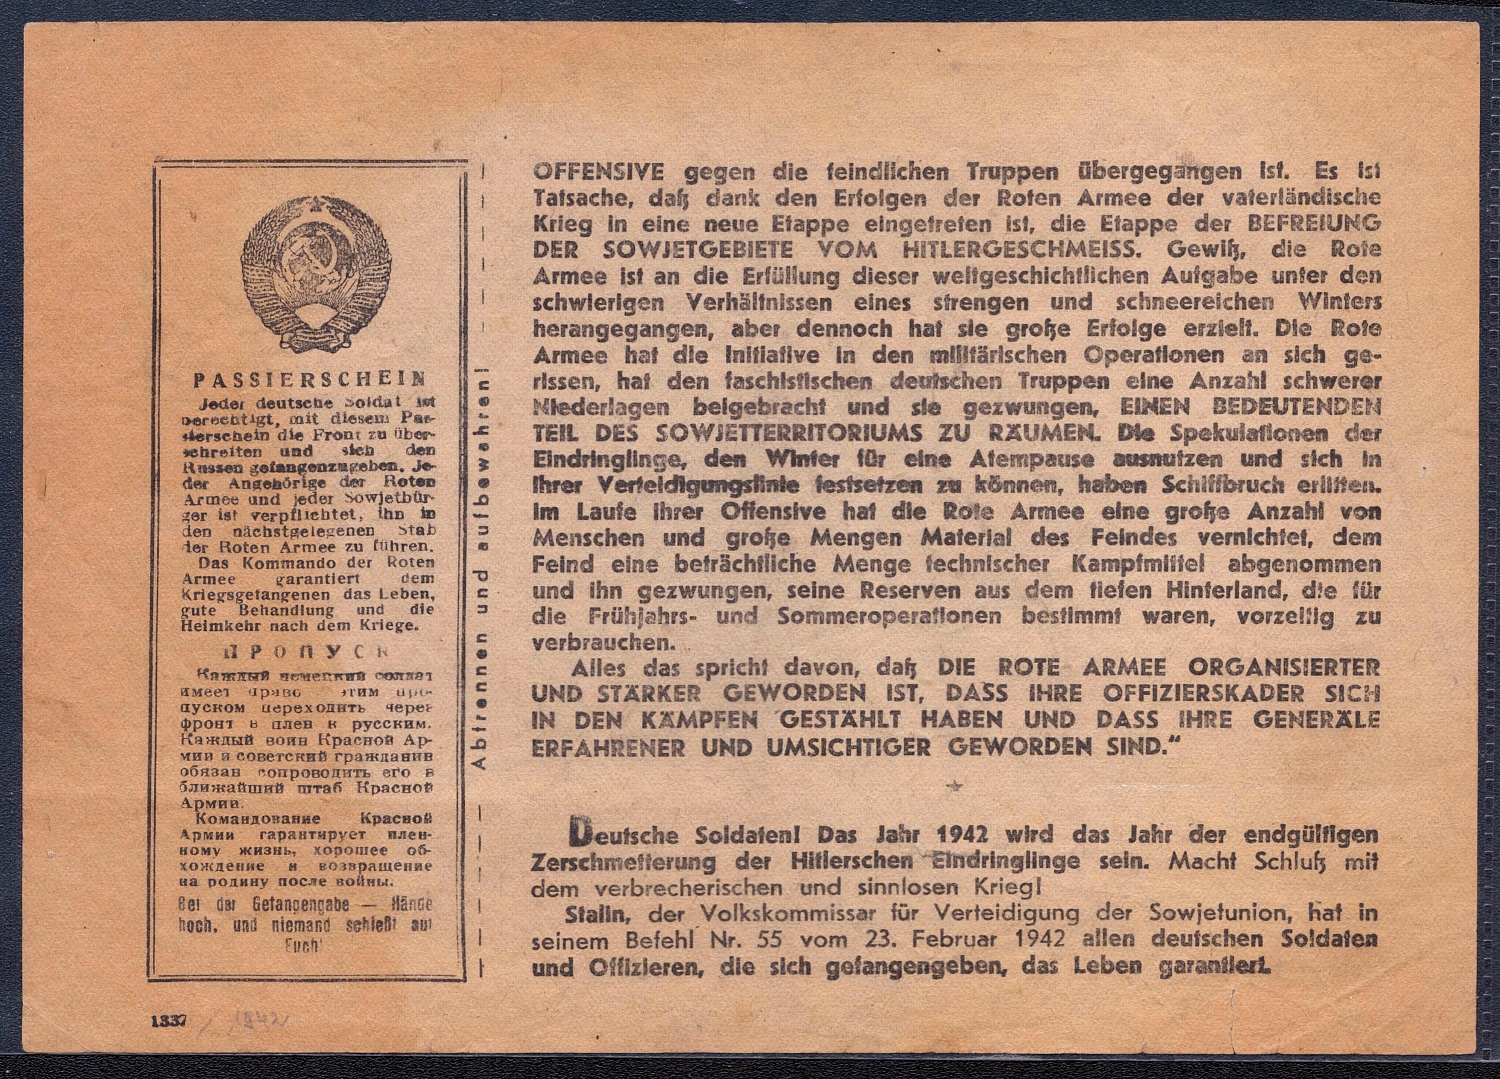 PASSIERSCHEIN
Jeder deutsche Soldat ist
berechtigt, mit diesem Pas-
sierschein die Front zu über-
schreiten und sich den
Russen gefangenzugeben. Je-
der Angehörige der Roten
Armee und jeder Sowjetbür-
ger ist verpflichtet, ihn in
den nächstgelegenen Stab
der Roten Armee zu führen.
Das Kommando der Roten
Armee garantiert dem
Kriegsgefangenen das Leben,
gute Behandlung und die
Heimkehr nach dem Kriege.
ПРОПУСК
Каждый немецкий солдат
имеет право этим про-
пуском переходить через
фронт в плен к русским.
Каждый воин Красной Ар-
мии и советский гражданин
обязан сопроводить его в
ближайший штаб Красной
Армии.
Командование Красной
Армии гарантирует плен-
ному жизнь, хорошее об-
хождение и возвращение
на родину после войны.
Bei der Gefangengabe — Hände
hoch, und niemand schießt auf
Euch!
1337
1942
Abtrennen und aufbewahren!
OFFENSIVE gegen die feindlichen Truppen übergegangen ist. Es ist
Tatsache, daß dank den Erfolgen der Roten Armee der vaterländische
Krieg in eine neue Etappe eingetreten ist, die Etappe der BEFREIUNG
DER SOWJETGEBIETE VOM HITLERGESCHMEISS. Gewiß, die Rote
Armee ist an die Erfüllung dieser weltgeschichtlichen Aufgabe unter den
schwierigen Verhältnissen eines strengen und schneereichen Winters
herangegangen, aber dennoch hat sie große Erfolge erzielt. Die Rote
Armee hat die Initiative in den militärischen Operationen an sich ge-
rissen, hat den faschistischen deutschen Truppen eine Anzahl schwerer
Niederlagen beigebracht und sie gezwungen, EINEN BEDEUTENDEN
TEIL DES SOWJETTERRITORIUMS ZU RÄUMEN. Die Spekulationen der
Eindringlinge, den Winter für eine Atempause ausnutzen und sich in
ihrer Verteidigungslinie festsetzen zu können, haben Schiffbruch erlitten.
Im Laufe ihrer Offensive hat die Rote Armee eine große Anzahl von
Menschen und große Mengen Material des Feindes vernichtet, dem
Feind eine beträchtliche Menge technischer Kampfmittel abgenommen
und ihn gezwungen, seine Reserven aus dem tiefen Hinterland, die für
die Frühjahrs- und Sommeroperationen bestimmt waren, vorzeitig zu
verbrauchen.
Alles das spricht davon, daß DIE ROTE ARMEE ORGANISIERTER
UND STÄRKER GEWORDEN IST, DASS IHRE OFFIZIERSKADER SICH
IN DEN KÄMPFEN GESTÄHLT HABEN UND DASS IHRE GENERÄLE
ERFAHRENER UND UMSICHTIGER GEWORDEN SIND.“
Deutsche Soldaten! Das Jahr 1942 wird das Jahr der endgültigen
Zerschmetterung der Hitlerschen Eindringlinge sein. Macht Schluß mit
dem verbrecherischen und sinnlosen Krieg!
Stalin, der Volkskommissar für Verteidigung der Sowjetunion, hat in
seinem Befehl Nr. 55 vom 23. Februar 1942 allen deutschen Soldaten
und Offizieren, die sich gefangengeben, das Leben garantiert.